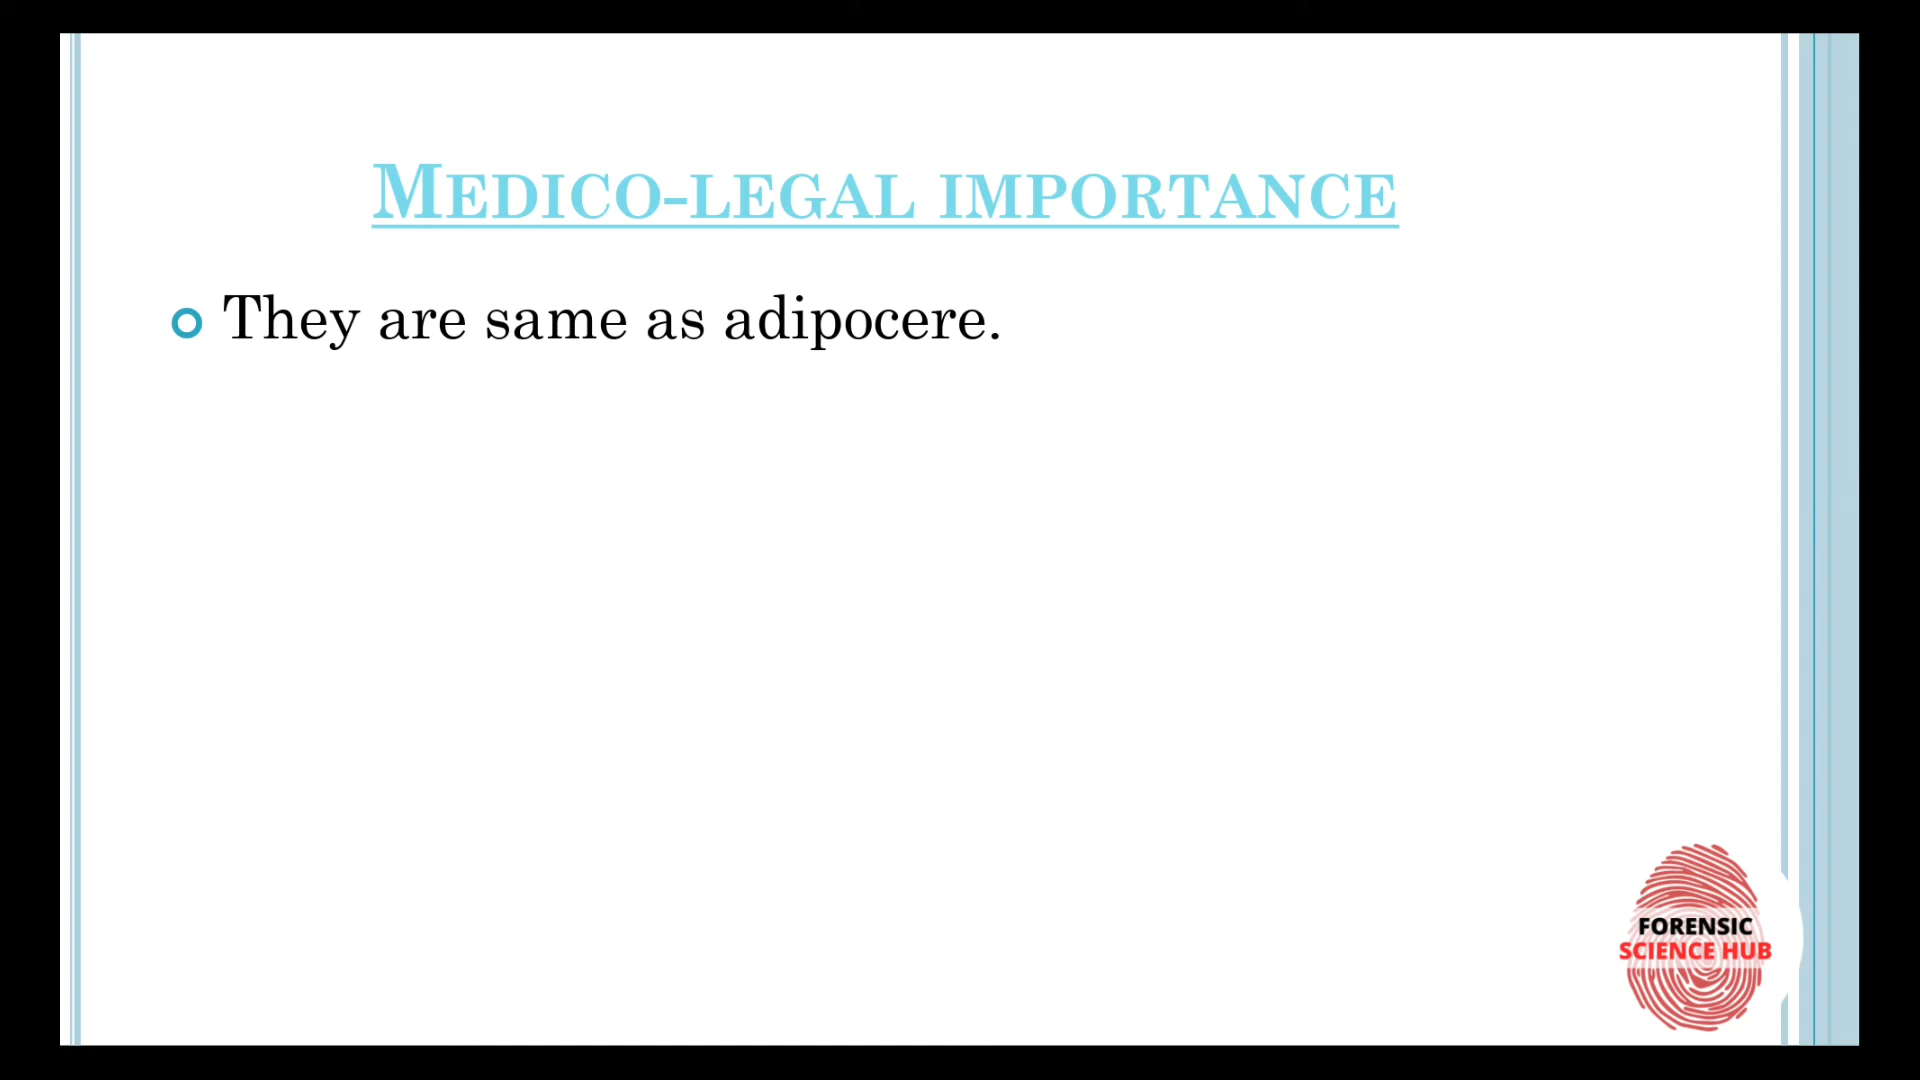 MEDICO-LEGAL IMPORTANCE
They are same as adipocere.
FORENSIC
SCIENCE HUB